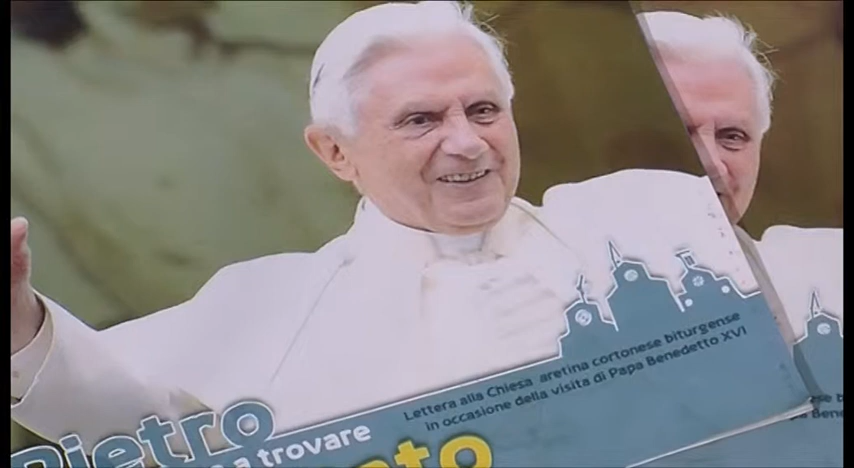 Lettera alla Chiesa aretina cortonese biturgense
in occasione della visita di Papa Benedetto XVI
Pietro
a trovare